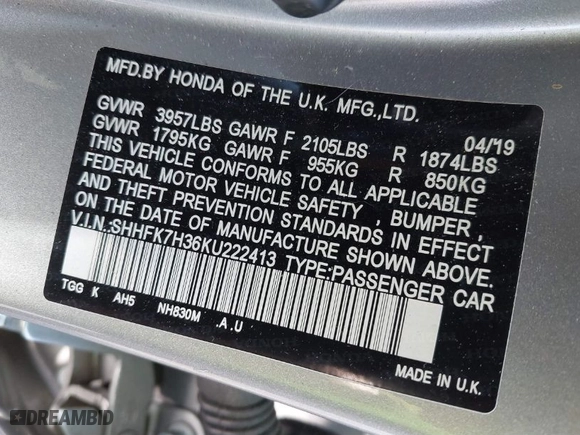 MFD.BY HONDA OF THE U.K. MFG.,LTD.
04/19
GVWR 3957LBS GAWR F 2105LBS R 1874LBS
GVWR 1795KG GAWR F 955KG R 850KG
THIS VEHICLE CONFORMS TO ALL APPLICABLE
FEDERAL MOTOR VEHICLE SAFETY , BUMPER ,
AND THEFT PREVENTION STANDARDS IN EFFECT
ON THE DATE OF MANUFACTURE SHOWN ABOVE.
V.I.N:SHHFK7H36KU222413 TYPE:PASSENGER CAR
TGG K AH5 NH830M .A.U
MADE IN U.K.
DREAMBID